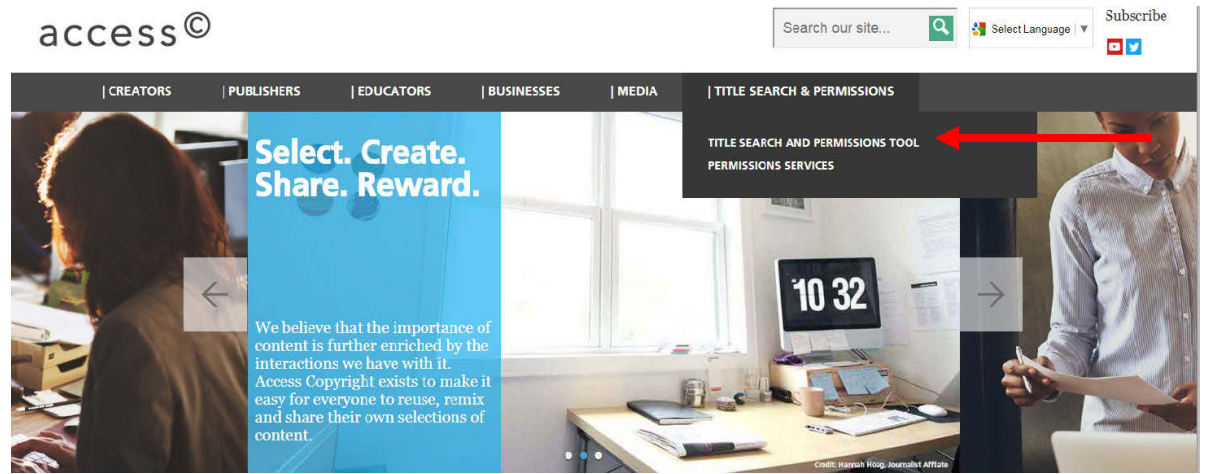 access©
Search our site...
Select Language | ▼
Subscribe
| CREATORS | PUBLISHERS | EDUCATORS | BUSINESSES | MEDIA | TITLE SEARCH & PERMISSIONS
TITLE SEARCH AND PERMISSIONS TOOL
PERMISSIONS SERVICES
Select. Create.
Share. Reward.
10 32
We believe that the importance of
content is further enriched by the
interactions we have with it.
Access Copyright exists to make it
easy for everyone to reuse, remix
and share their own selections of
content.
Credit: Hannah Hoag, Journalist Affiate